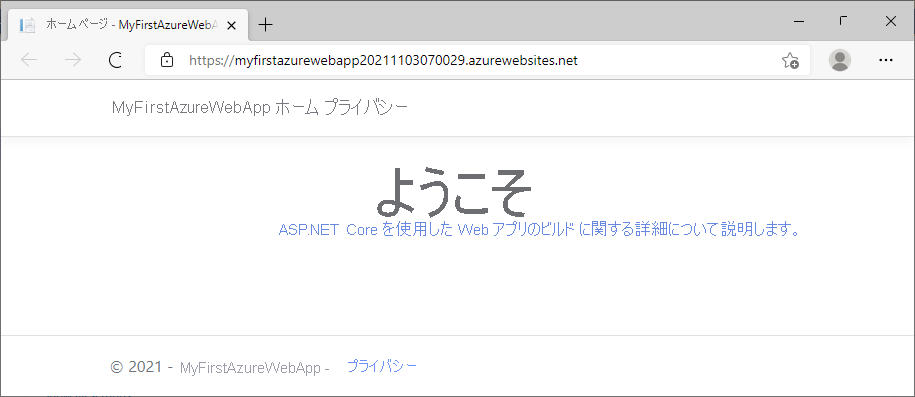 ホーム ページ - MyFirstAzureWebA
https://myfirstazurewebapp20211103070029.azurewebsites.net
MyFirstAzureWebApp ホーム プライバシー
ようこそ
ASP.NET Core を使用した Web アプリのビルド に関する詳細について説明します。
© 2021 - MyFirstAzureWebApp - プライバシー